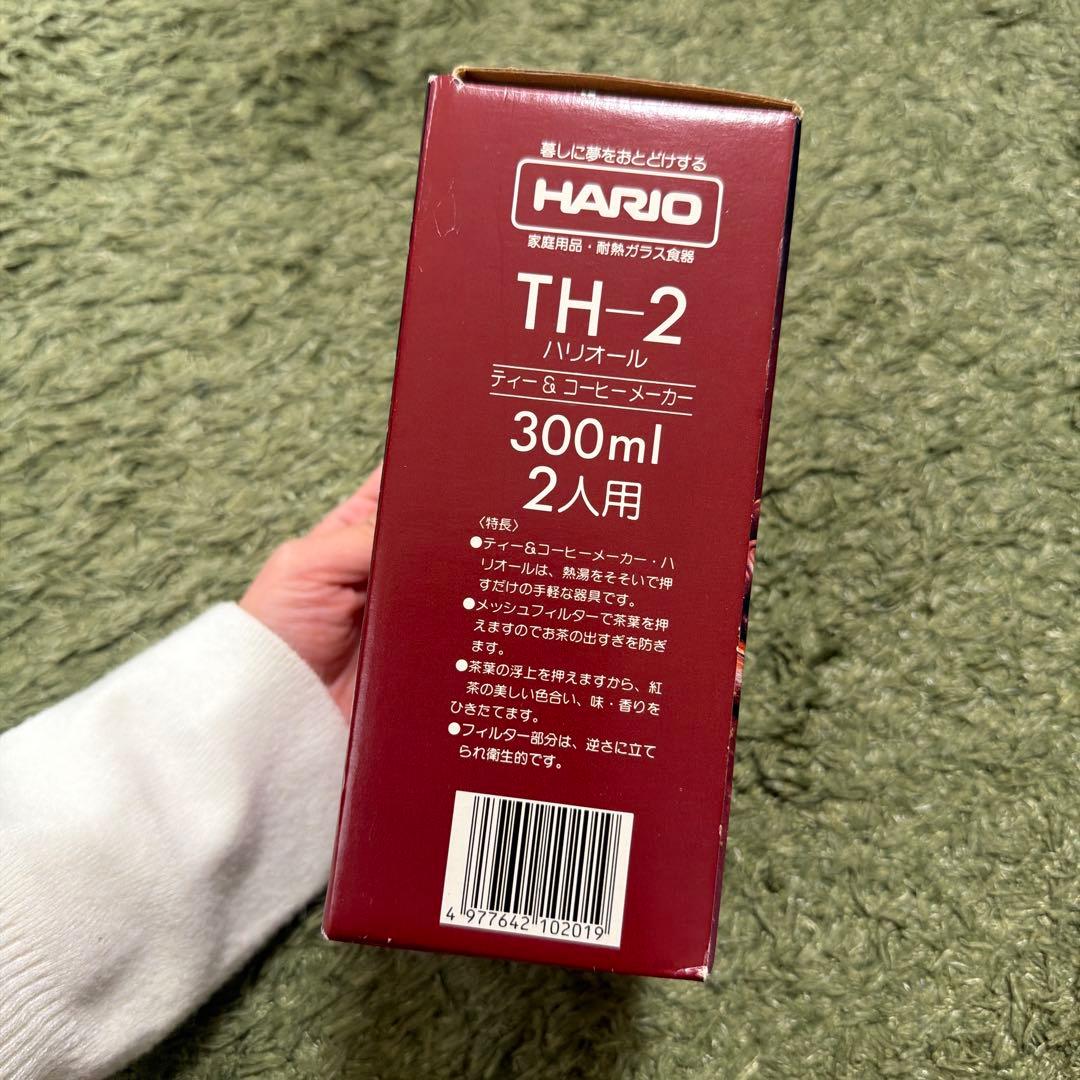 暮しに夢をおとどけする
HARIO
家庭用品・耐熱ガラス食器
TH-2
ハリオール
ティー & コーヒーメーカー
300ml
2人用
〈特長〉
●ティー&コーヒーメーカー・ハ
リオールは、熱湯をそそいで押
すだけの手軽な器具です。
●メッシュフィルターで茶葉を押
えますのでお茶の出すぎを防ぎ
ます。
●茶葉の浮上を押えますから、紅
茶の美しい色合い、味・香りを
ひきたてます。
●フィルター部分は、逆さに立て
られ衛生的です。
4 977642 102019